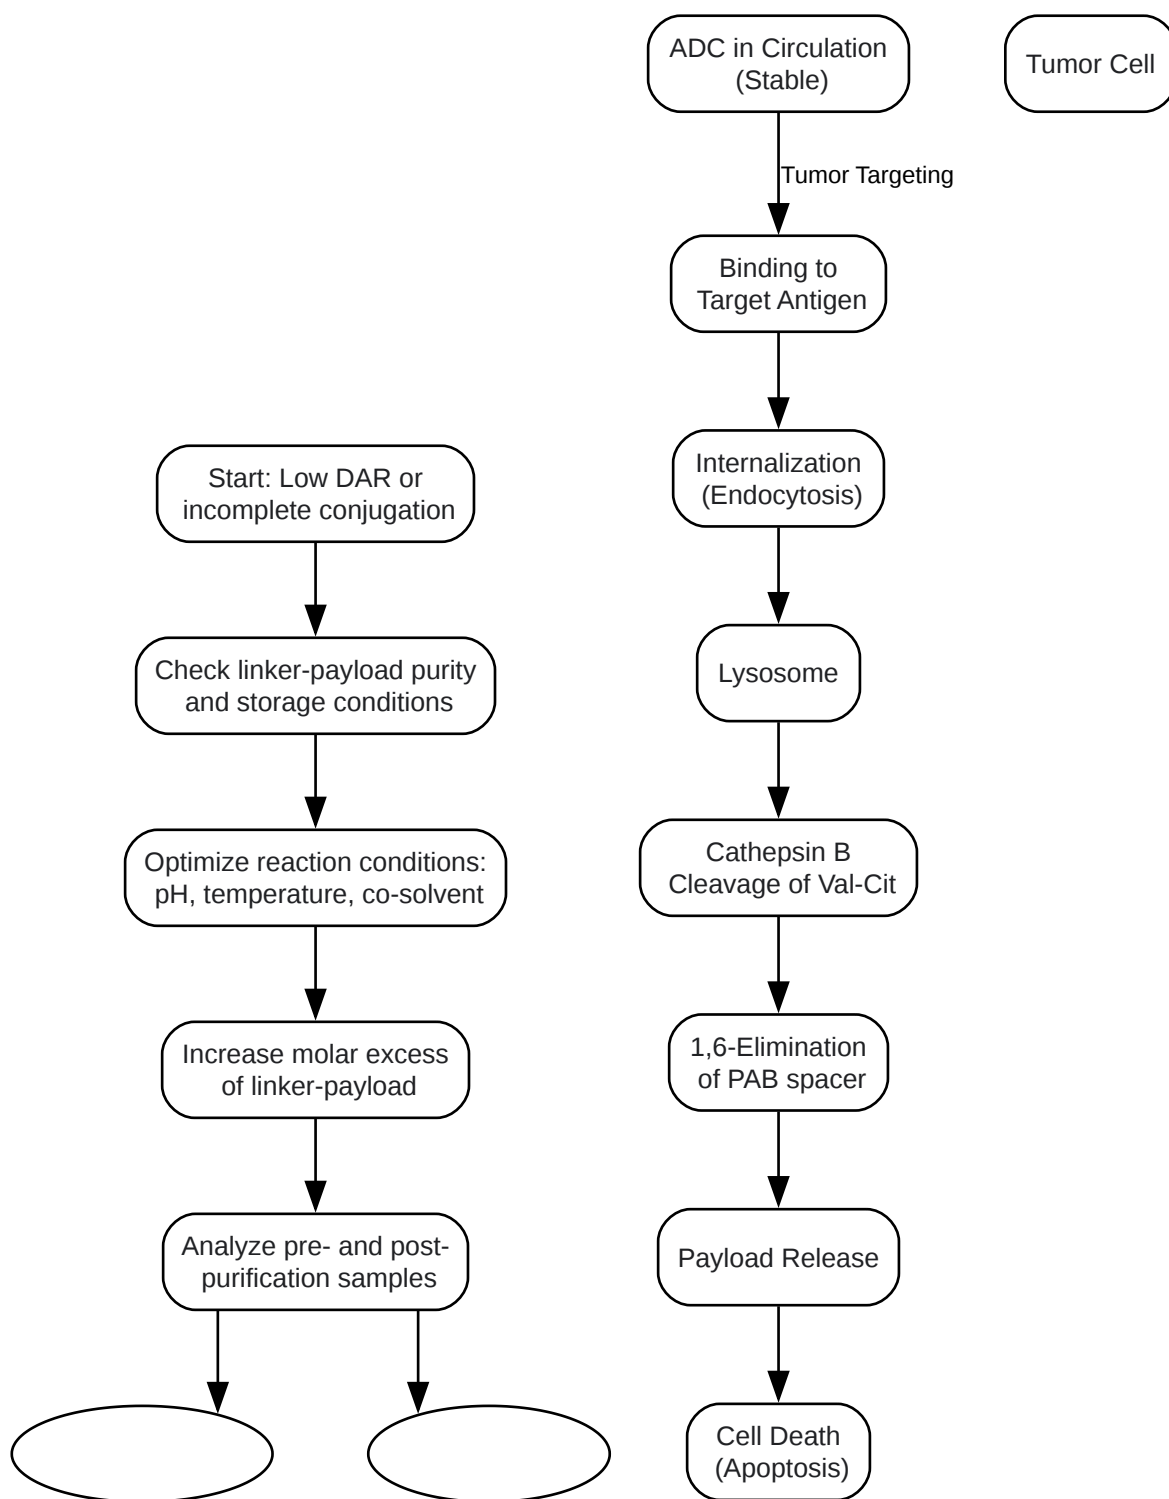 ADC in Circulation
(Stable)
Tumor Cell
Tumor Targeting
Binding to
Target Antigen
Internalization
(Endocytosis)
Lysosome
Cathepsin B
Cleavage of Val-Cit
1,6-Elimination
of PAB spacer
Payload Release
Cell Death
(Apoptosis)
Start: Low DAR or
incomplete conjugation
Check linker-payload purity
and storage conditions
Optimize reaction conditions:
pH, temperature, co-solvent
Increase molar excess
of linker-payload
Analyze pre- and post-
purification samples